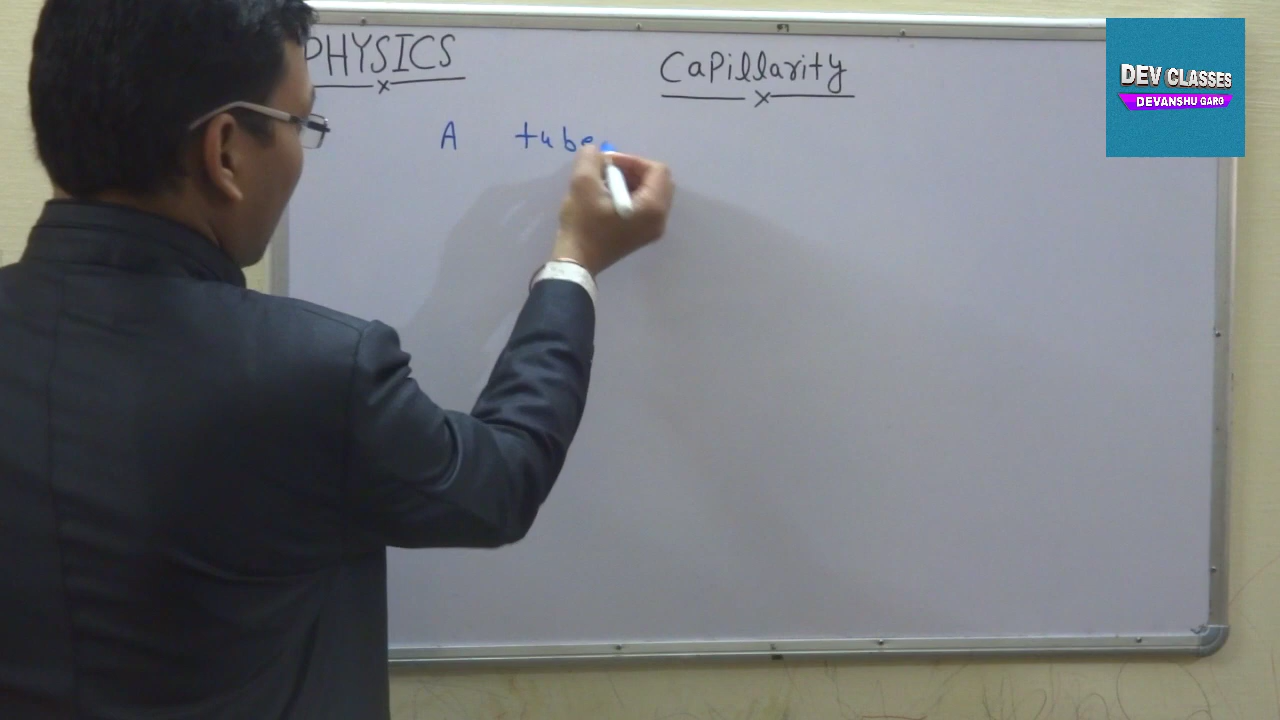 PHYSICS
Capillarity
DEV CLASSES
DEVANSHU GARG
A tube